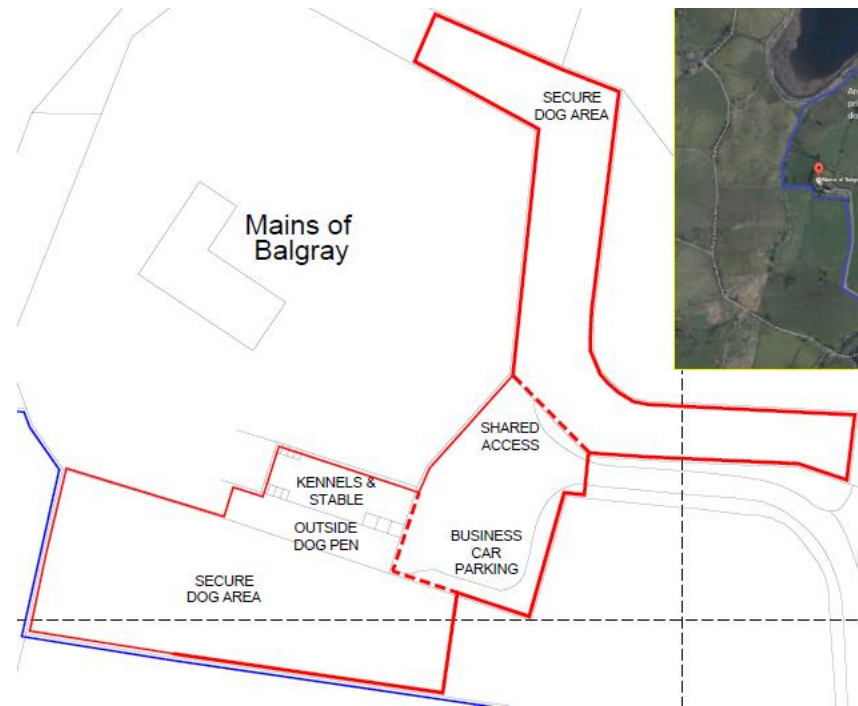 SECURE
DOG AREA
Mains of
Balgray
SHARED
ACCESS
KENNELS &
STABLE
OUTSIDE
DOG PEN
BUSINESS
CAR
PARKING
SECURE
DOG AREA